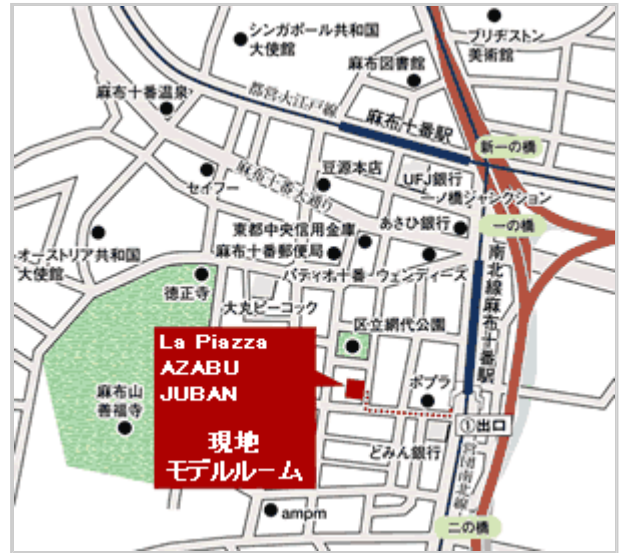 シンガポール共和国
大使館
ブリヂストン
美術館
麻布図書館
麻布十番温泉
都営大江戸線
麻布十番駅
新一の橋
麻布十番大通り
豆源本店
UFJ銀行
セイフー
一ノ橋ジャンクション
東都中央信用金庫
あさひ銀行
一の橋
麻布十番郵便局
オーストリア共和国
大使館
パティオ十番
ウェンディーズ
南北線麻布十番駅
徳正寺
大丸ピーコック
区立網代公園
La Piazza
AZABU
JUBAN
現地
モデルルーム
ポプラ
麻布山
善福寺
①出口
どみん銀行
営団南北線
ampm
二の橋